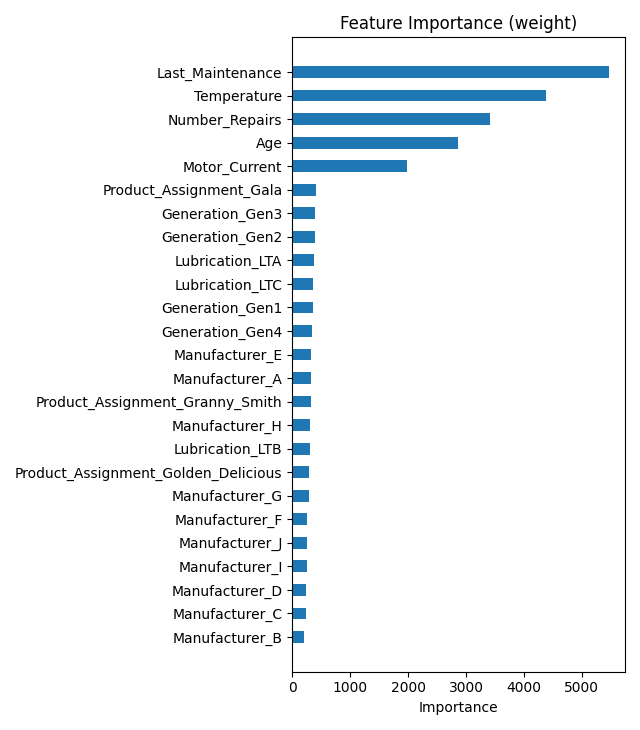 Feature Importance (weight)
Last_Maintenance
Temperature
Number_Repairs
Age
Motor_Current
Product_Assignment_Gala
Generation_Gen3
Generation_Gen2
Lubrication_LTA
Lubrication_LTC
Generation_Gen1
Generation_Gen4
Manufacturer_E
Manufacturer_A
Product_Assignment_Granny_Smith
Manufacturer_H
Lubrication_LTB
Product_Assignment_Golden_Delicious
Manufacturer_G
Manufacturer_F
Manufacturer_J
Manufacturer_I
Manufacturer_D
Manufacturer_C
Manufacturer_B
0 1000 2000 3000 4000 5000
Importance